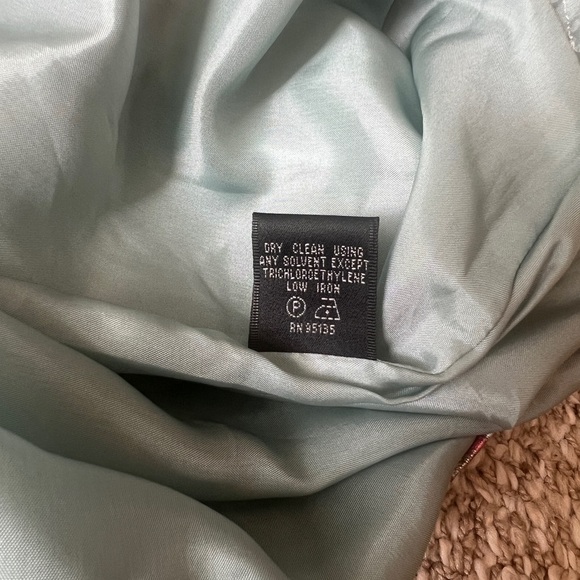 DRY CLEAN USING
ANY SOLVENT EXCEPT
TRICHLOROETHYLENE
LOW IRON
P
RN 95135